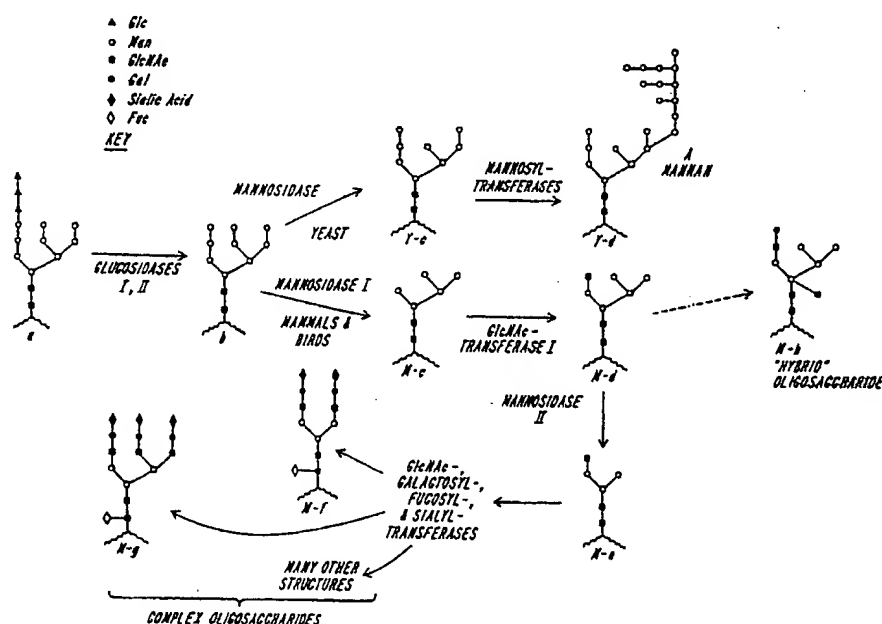 Glc
Man
GlcNAc
Gal
Sialic Acid
Fuc
KEY
a
GLUCOSIDASES
I, II
b
MANNOSIDASE
YEAST
MANNOSIDASE I
MAMMALS &
BIRDS
Y-c
MANNOSYL-
TRANSFERASES
Y-d
A
MANNAN
M-c
GLCNAc-
TRANSFERASE I
M-d
M-h
"HYBRID"
OLIGOSACCHARIDE
MANNOSIDASE
II
M-e
GLCNAc-,
GALACTOSYL-,
FUCOSYL-,
& SIALYL-
TRANSFERASES
M-f
M-g
MANY OTHER
STRUCTURES
COMPLEX OLIGOSACCHARIDES